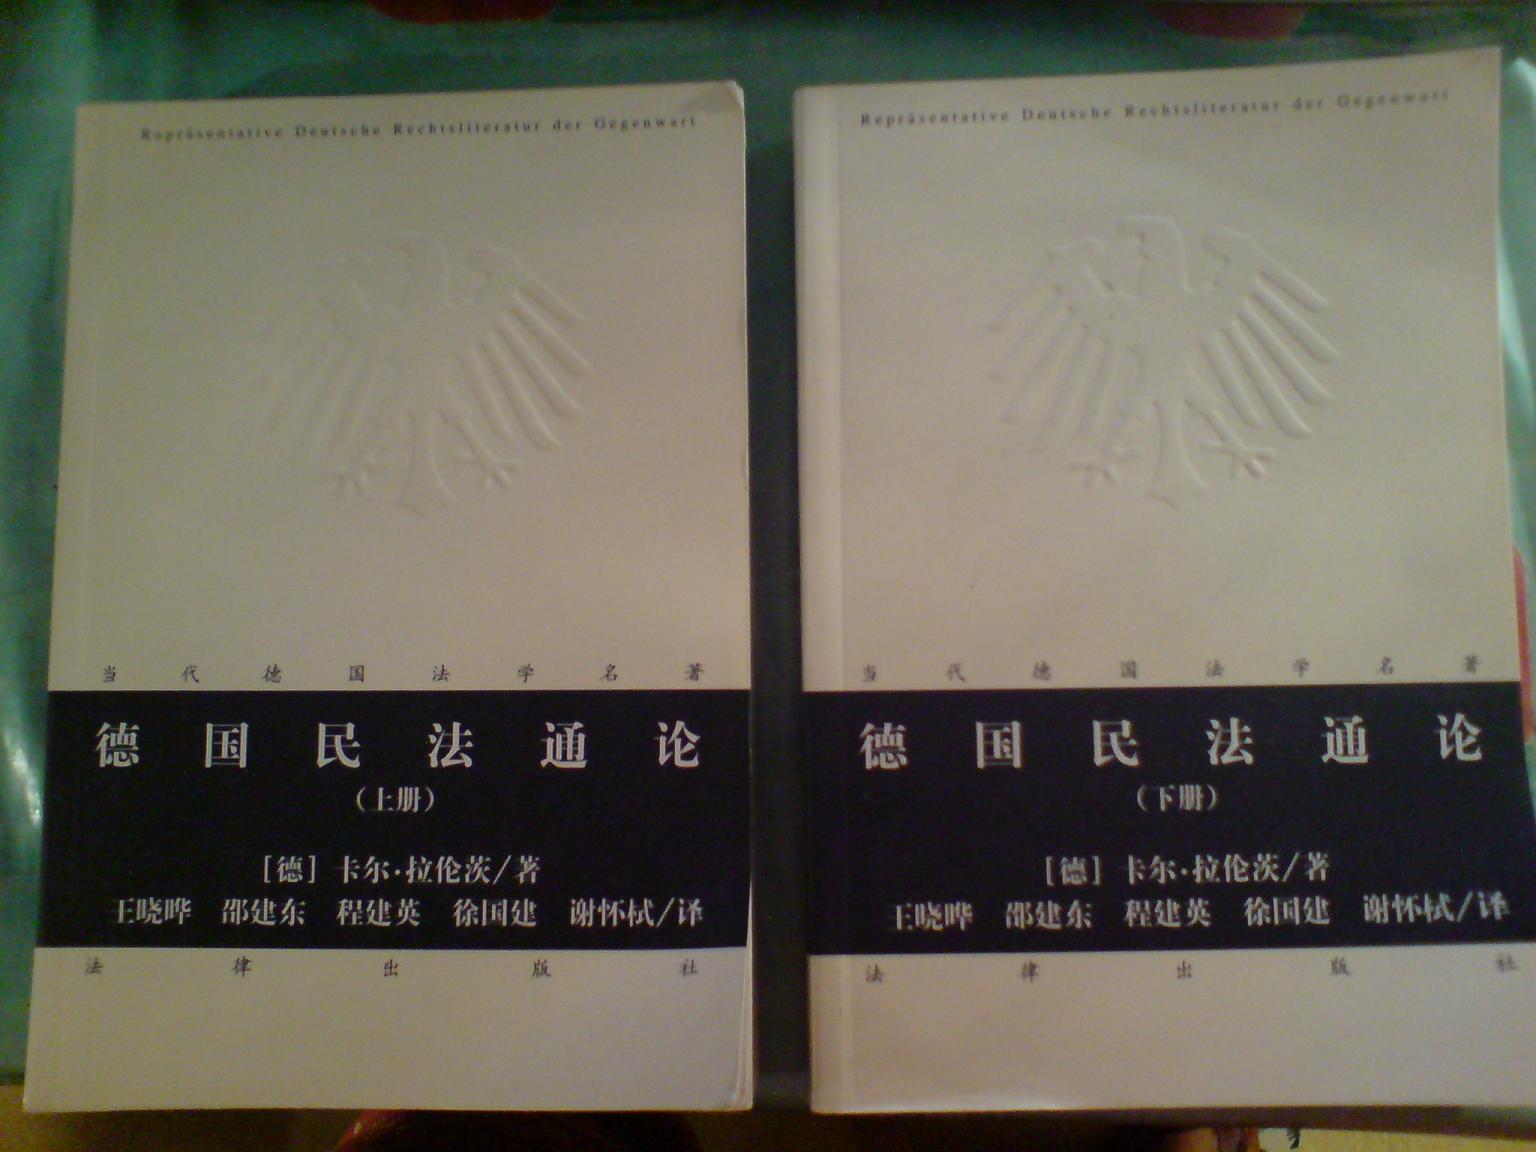 Repräsentative Deutsche Rechtsliteratur der Gegenwart
当代德国法学名著
德国民法通论
（上册）
［德］卡尔·拉伦茨/著
王晓晔 邵建东 程建英 徐国建 谢怀栻/译
法律出版社
Repräsentative Deutsche Rechtsliteratur der Gegenwart
当代德国法学名著
德国民法通论
（下册）
［德］卡尔·拉伦茨/著
王晓晔 邵建东 程建英 徐国建 谢怀栻/译
法律出版社